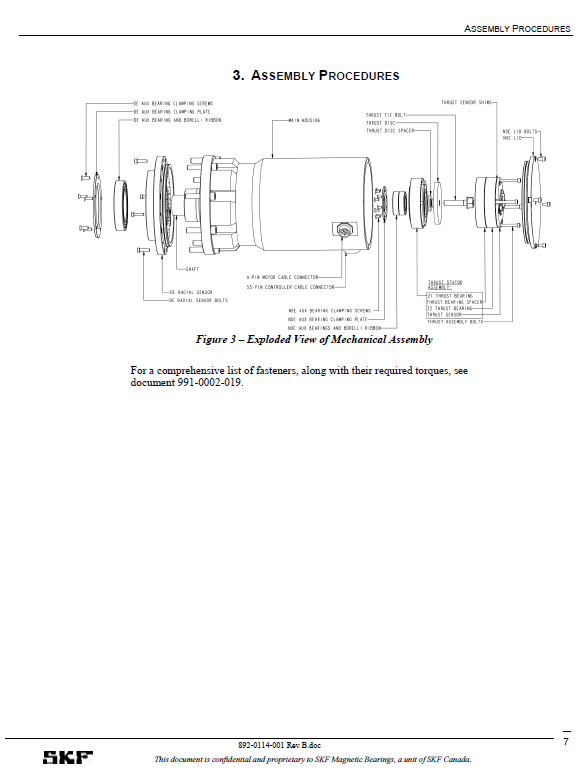 ASSEMBLY PROCEDURES
3. ASSEMBLY PROCEDURES
DE AUX BEARING CLAMPING SCREWS
DE AUX BEARING CLAMPING PLATE
DE AUX BEARING AND BORELLI RIBBON
MAIN HOUSING
THRUST SENSOR SHIMS
THRUST TIE BOLT
THRUST DISC
THRUST DISC SPACER
NDE LID BOLTS
NDE LID
SHAFT
4-PIN MOTOR CABLE CONNECTOR
55-PIN CONTROLLER CABLE CONNECTOR
DE RADIAL SENSOR
DE RADIAL SENSOR BOLTS
NDE AUX BEARING CLAMPING SCREWS
NDE AUX BEARING CLAMPING PLATE
NDE AUX BEARINGS AND BORELLI RIBBON
THRUST STATOR
ASSEMBLY:
Z1 THRUST BEARING
THRUST BEARING SPACER
Z2 THRUST BEARING
THRUST SENSOR
THRUST ASSEMBLY BOLTS
Figure 3 – Exploded View of Mechanical Assembly
For a comprehensive list of fasteners, along with their required torques, see
document 991-0002-019.
892-0114-001 Rev B.doc
7
SKF
This document is confidential and proprietary to SKF Magnetic Bearings, a unit of SKF Canada.